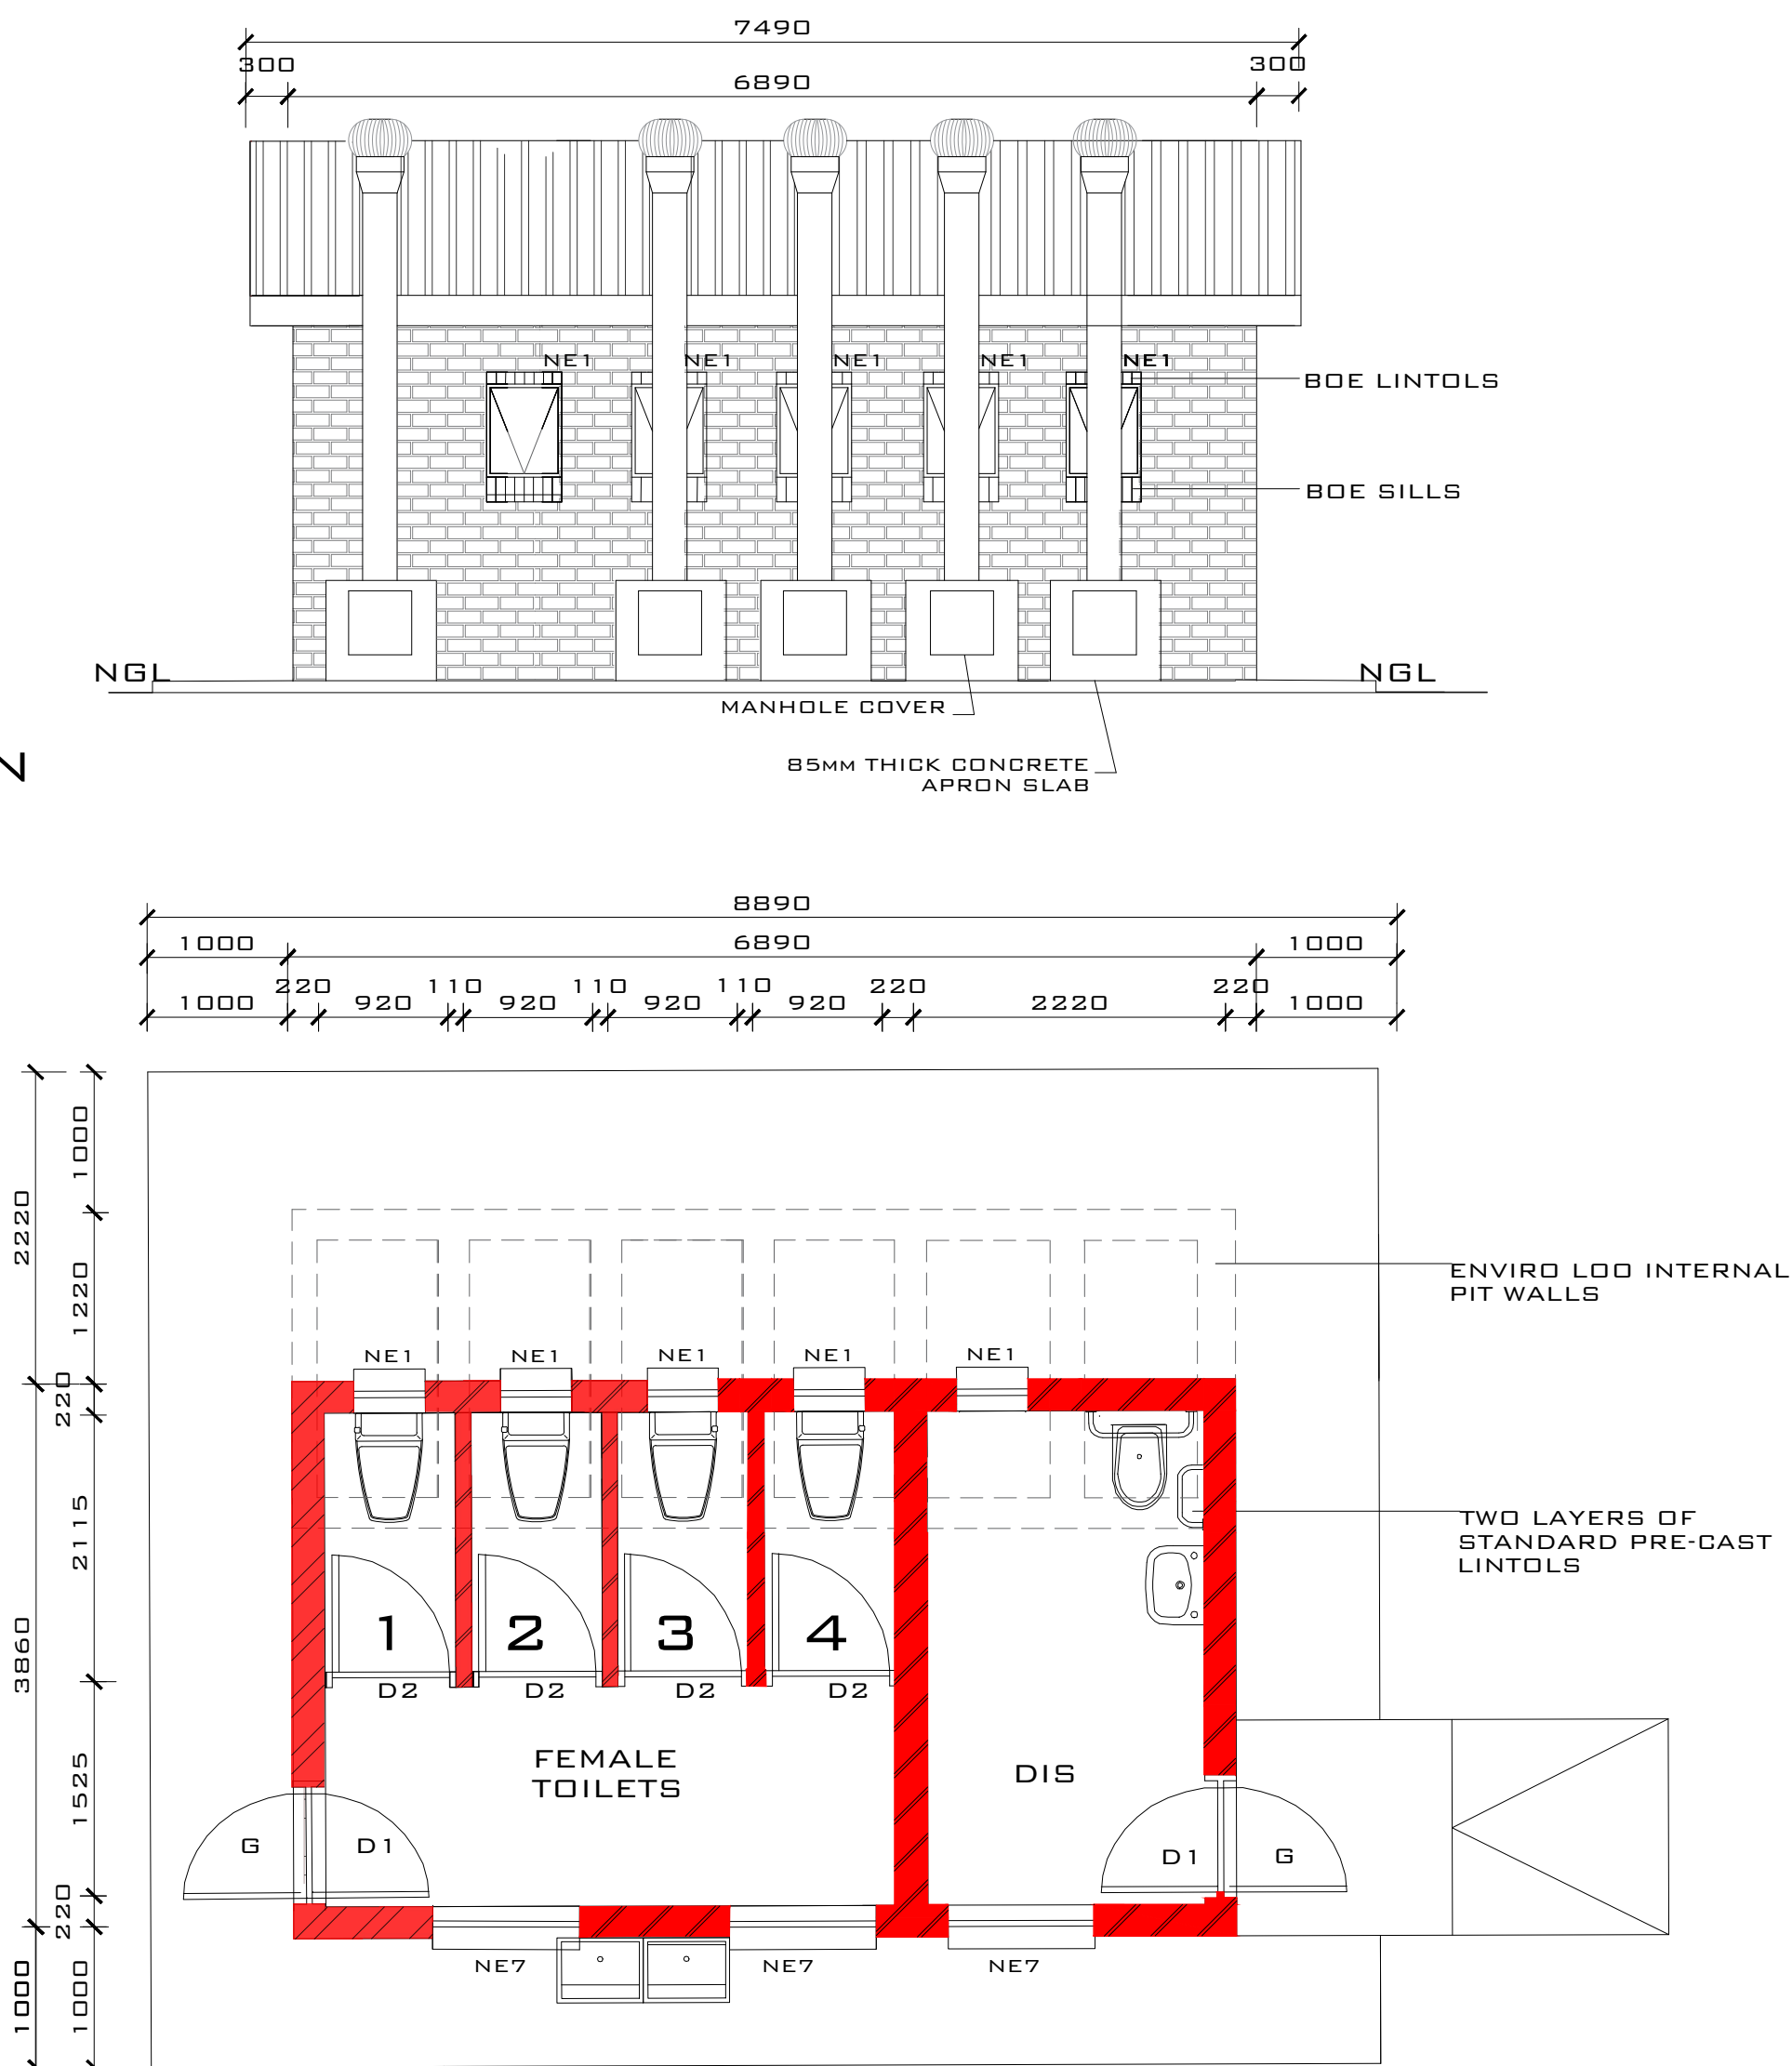 7490
300
6890
300
NE1
NE1
NE1
NE1
NE1
BOE LINTOLS
BOE SILLS
NGL
NGL
MANHOLE COVER
85MM THICK CONCRETE
APRON SLAB
Z
8890
1000
6890
1000
1000
220
920
110
920
110
920
110
920
220
2220
220
1000
2220
1000
1220
220
2115
3860
1525
220
1000
1000
ENVIRO LOO INTERNAL
PIT WALLS
NE1
NE1
NE1
NE1
NE1
TWO LAYERS OF
STANDARD PRE-CAST
LINTOLS
1
2
3
4
D2
D2
D2
D2
FEMALE
TOILETS
DIS
G
D1
D1
G
NE7
NE7
NE7